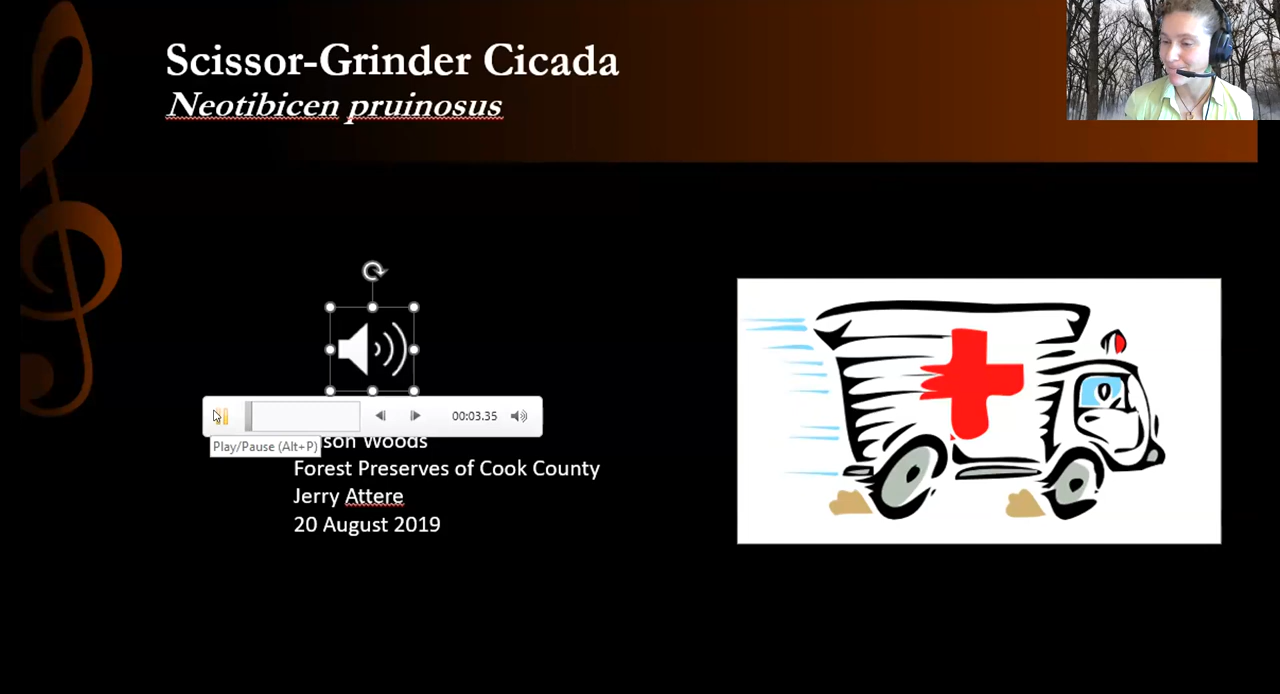 Scissor-Grinder Cicada
Neotibicen pruinosus
00:03.35
Play/Pause (Alt+P)
Woods
Forest Preserves of Cook County
Jerry Attere
20 August 2019